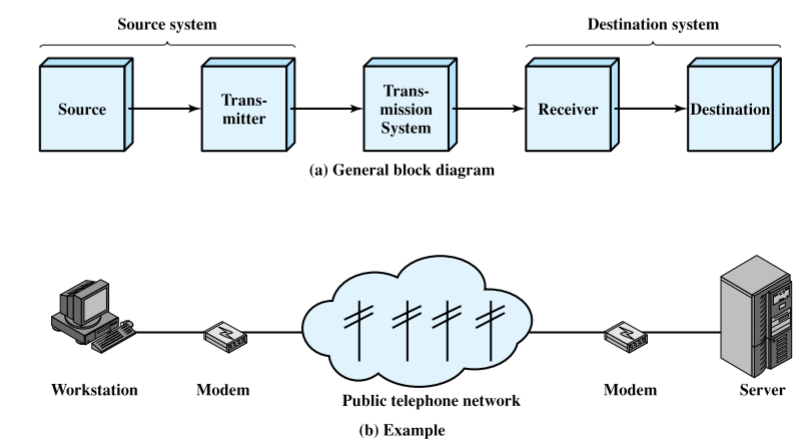 Source system
Destination system
Source
Trans-
mitter
Trans-
mission
System
Receiver
Destination
(a) General block diagram
Workstation
Modem
Public telephone network
Modem
Server
(b) Example